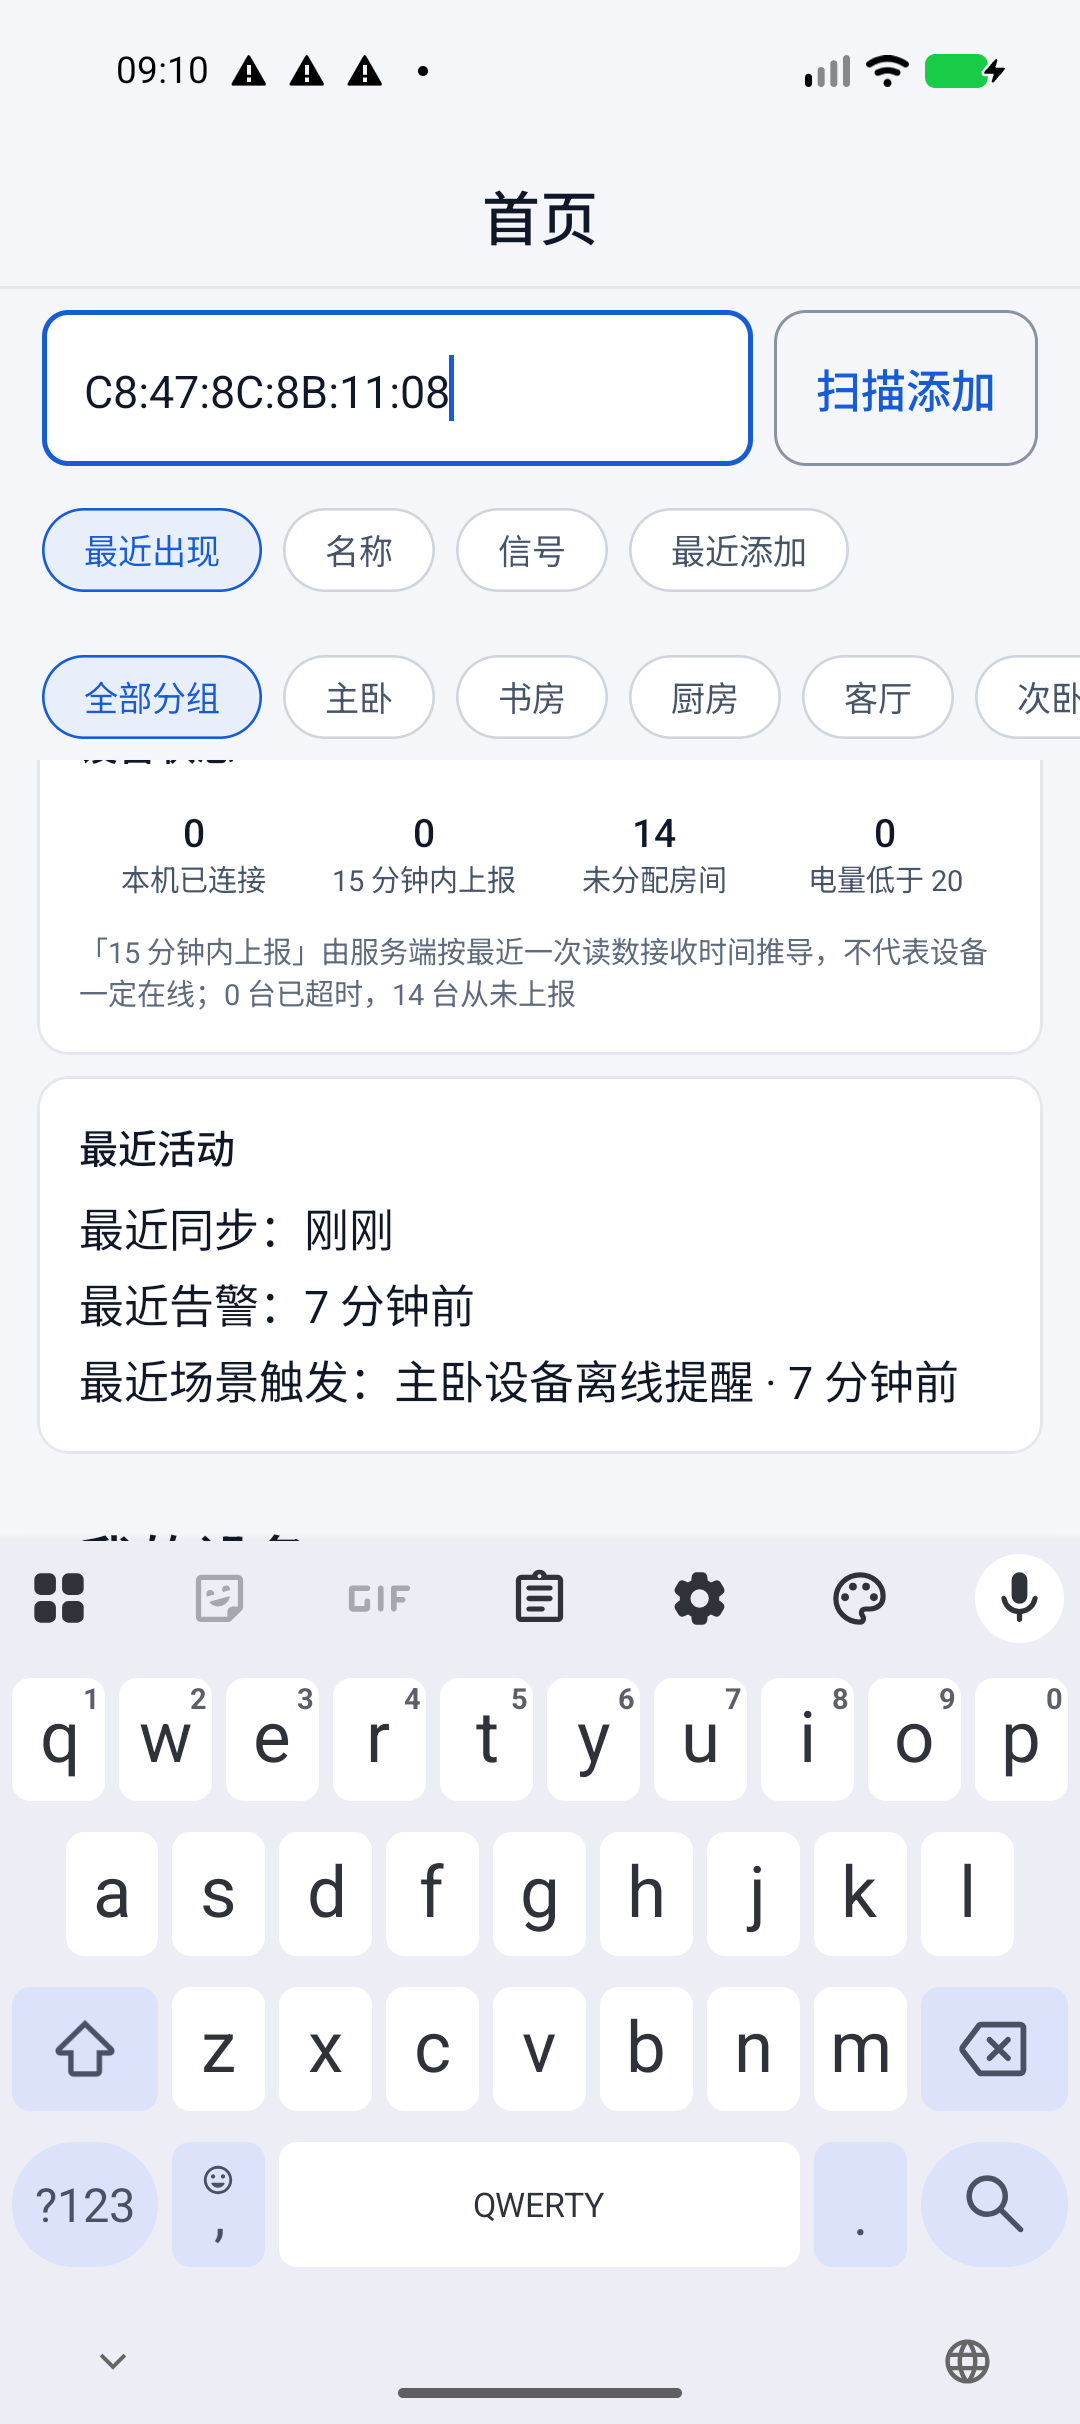 09:10
首页
C8:47:8C:8B:11:08
扫描添加
最近出现 名称 信号 最近添加
全部分组 主卧 书房 厨房 客厅 次卧
0 0 14 0
本机已连接 15 分钟内上报 未分配房间 电量低于 20
「15 分钟内上报」由服务端按最近一次读数接收时间推导，不代表设备
一定在线；0 台已超时，14 台从未上报
最近活动
最近同步：刚刚
最近告警：7 分钟前
最近场景触发：主卧设备离线提醒 · 7 分钟前
GIF
1 2 3 4 5 6 7 8 9 0
q w e r t y u i o p
a s d f g h j k l
z x c v b n m
?123 , QWERTY .